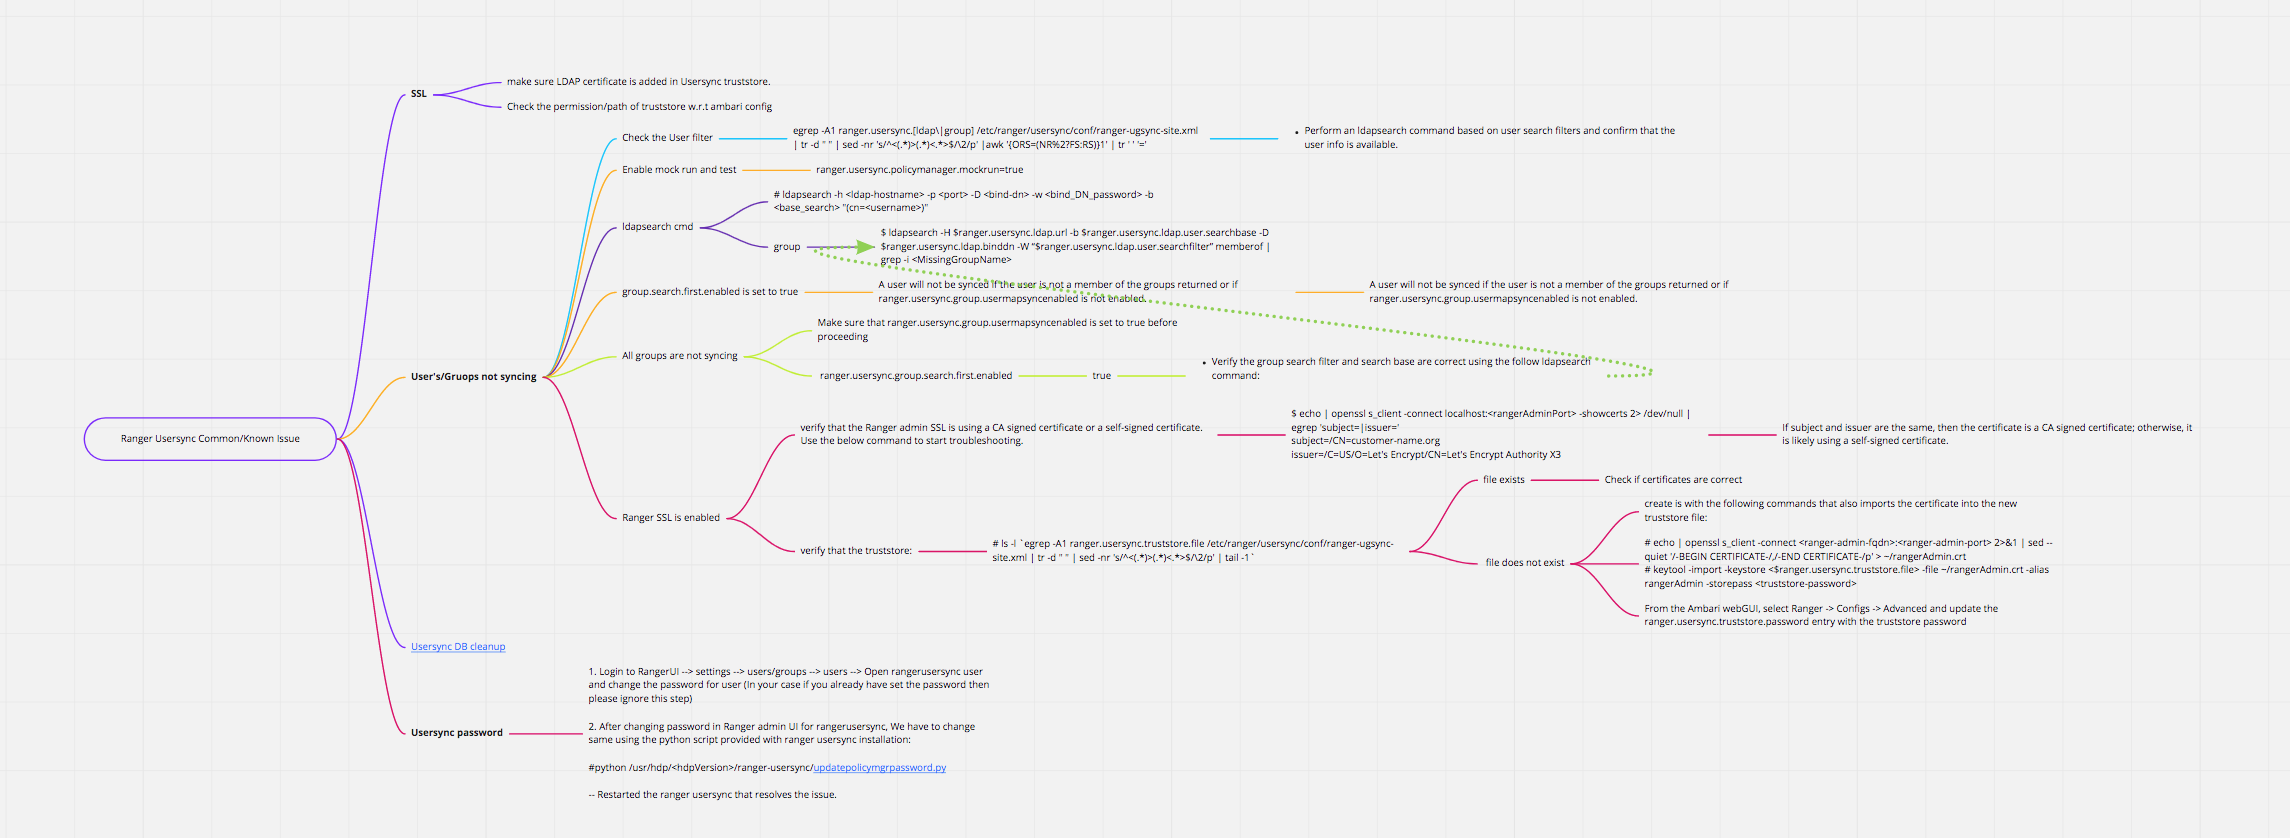 Ranger Usersync Common/Known Issue
SSL
make sure LDAP certificate is added in Usersync truststore.
Check the permission/path of truststore w.r.t ambari config
User's/Gruops not syncing
Check the User filter
egrep -A1 ranger.usersync.[ldap\|group] /etc/ranger/usersync/conf/ranger-ugsync-site.xml
| tr -d " " | sed -nr 's/^<(.*)>(.*)<.*>$/\2/p' |awk '{ORS=(NR%2?FS:RS)}1' | tr ' ' '='
• Perform an ldapsearch command based on user search filters and confirm that the
user info is available.
Enable mock run and test
ranger.usersync.policymanager.mockrun=true
ldapsearch cmd
# ldapsearch -h <ldap-hostname> -p <port> -D <bind-dn> -w <bind_DN_password> -b
<base_search> "(cn=<username>)"
group
$ ldapsearch -H $ranger.usersync.ldap.url -b $ranger.usersync.ldap.user.searchbase -D
$ranger.usersync.ldap.binddn -W "$ranger.usersync.ldap.user.searchfilter" memberof |
grep -i <MissingGroupName>
group.search.first.enabled is set to true
A user will not be synced if the user is not a member of the groups returned or if
ranger.usersync.group.usermapsyncenabled is not enabled.
A user will not be synced if the user is not a member of the groups returned or if
ranger.usersync.group.usermapsyncenabled is not enabled.
All groups are not syncing
Make sure that ranger.usersync.group.usermapsyncenabled is set to true before
proceeding
ranger.usersync.group.search.first.enabled
true
• Verify the group search filter and search base are correct using the follow ldapsearch
command:
Ranger SSL is enabled
verify that the Ranger admin SSL is using a CA signed certificate or a self-signed certificate.
Use the below command to start troubleshooting.
$ echo | openssl s_client -connect localhost:<rangerAdminPort> -showcerts 2> /dev/null |
egrep 'subject=|issuer='
subject=/CN=customer-name.org
issuer=/C=US/O=Let's Encrypt/CN=Let's Encrypt Authority X3
If subject and issuer are the same, then the certificate is a CA signed certificate; otherwise, it
is likely using a self-signed certificate.
verify that the truststore:
# ls -l `egrep -A1 ranger.usersync.truststore.file /etc/ranger/usersync/conf/ranger-ugsync-
site.xml | tr -d " " | sed -nr 's/^<(.*)>(.*)<.*>$/\2/p' | tail -1`
file exists
Check if certificates are correct
file does not exist
create is with the following commands that also imports the certificate into the new
truststore file:
# echo | openssl s_client -connect <ranger-admin-fqdn>:<ranger-admin-port> 2>&1 | sed --
quiet '/-BEGIN CERTIFICATE-/,/-END CERTIFICATE-/p' > ~/rangerAdmin.crt
# keytool -import -keystore <$ranger.usersync.truststore.file> -file ~/rangerAdmin.crt -alias
rangerAdmin -storepass <truststore-password>
From the Ambari webGUI, select Ranger -> Configs -> Advanced and update the
ranger.usersync.truststore.password entry with the truststore password
Usersync DB cleanup
Usersync password
1. Login to RangerUI --> settings --> users/groups --> users --> Open rangerusersync user
and change the password for user (In your case if you already have set the password then
please ignore this step)
2. After changing password in Ranger admin UI for rangerusersync, We have to change
same using the python script provided with ranger usersync installation:
#python /usr/hdp/<hdpVersion>/ranger-usersync/updatepolicymgrpassword.py
-- Restarted the ranger usersync that resolves the issue.